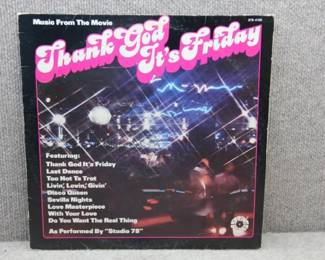 Music From The Movie
Thank God
It's Friday
Featuring:
Thank God It's Friday
Last Dance
Too Hot To Trot
Livin', Lovin', Givin'
Disco Queen
Sevilla Nights
Love Masterpiece
With Your Love
Do You Want The Real Thing
As Performed By "Studio 78"